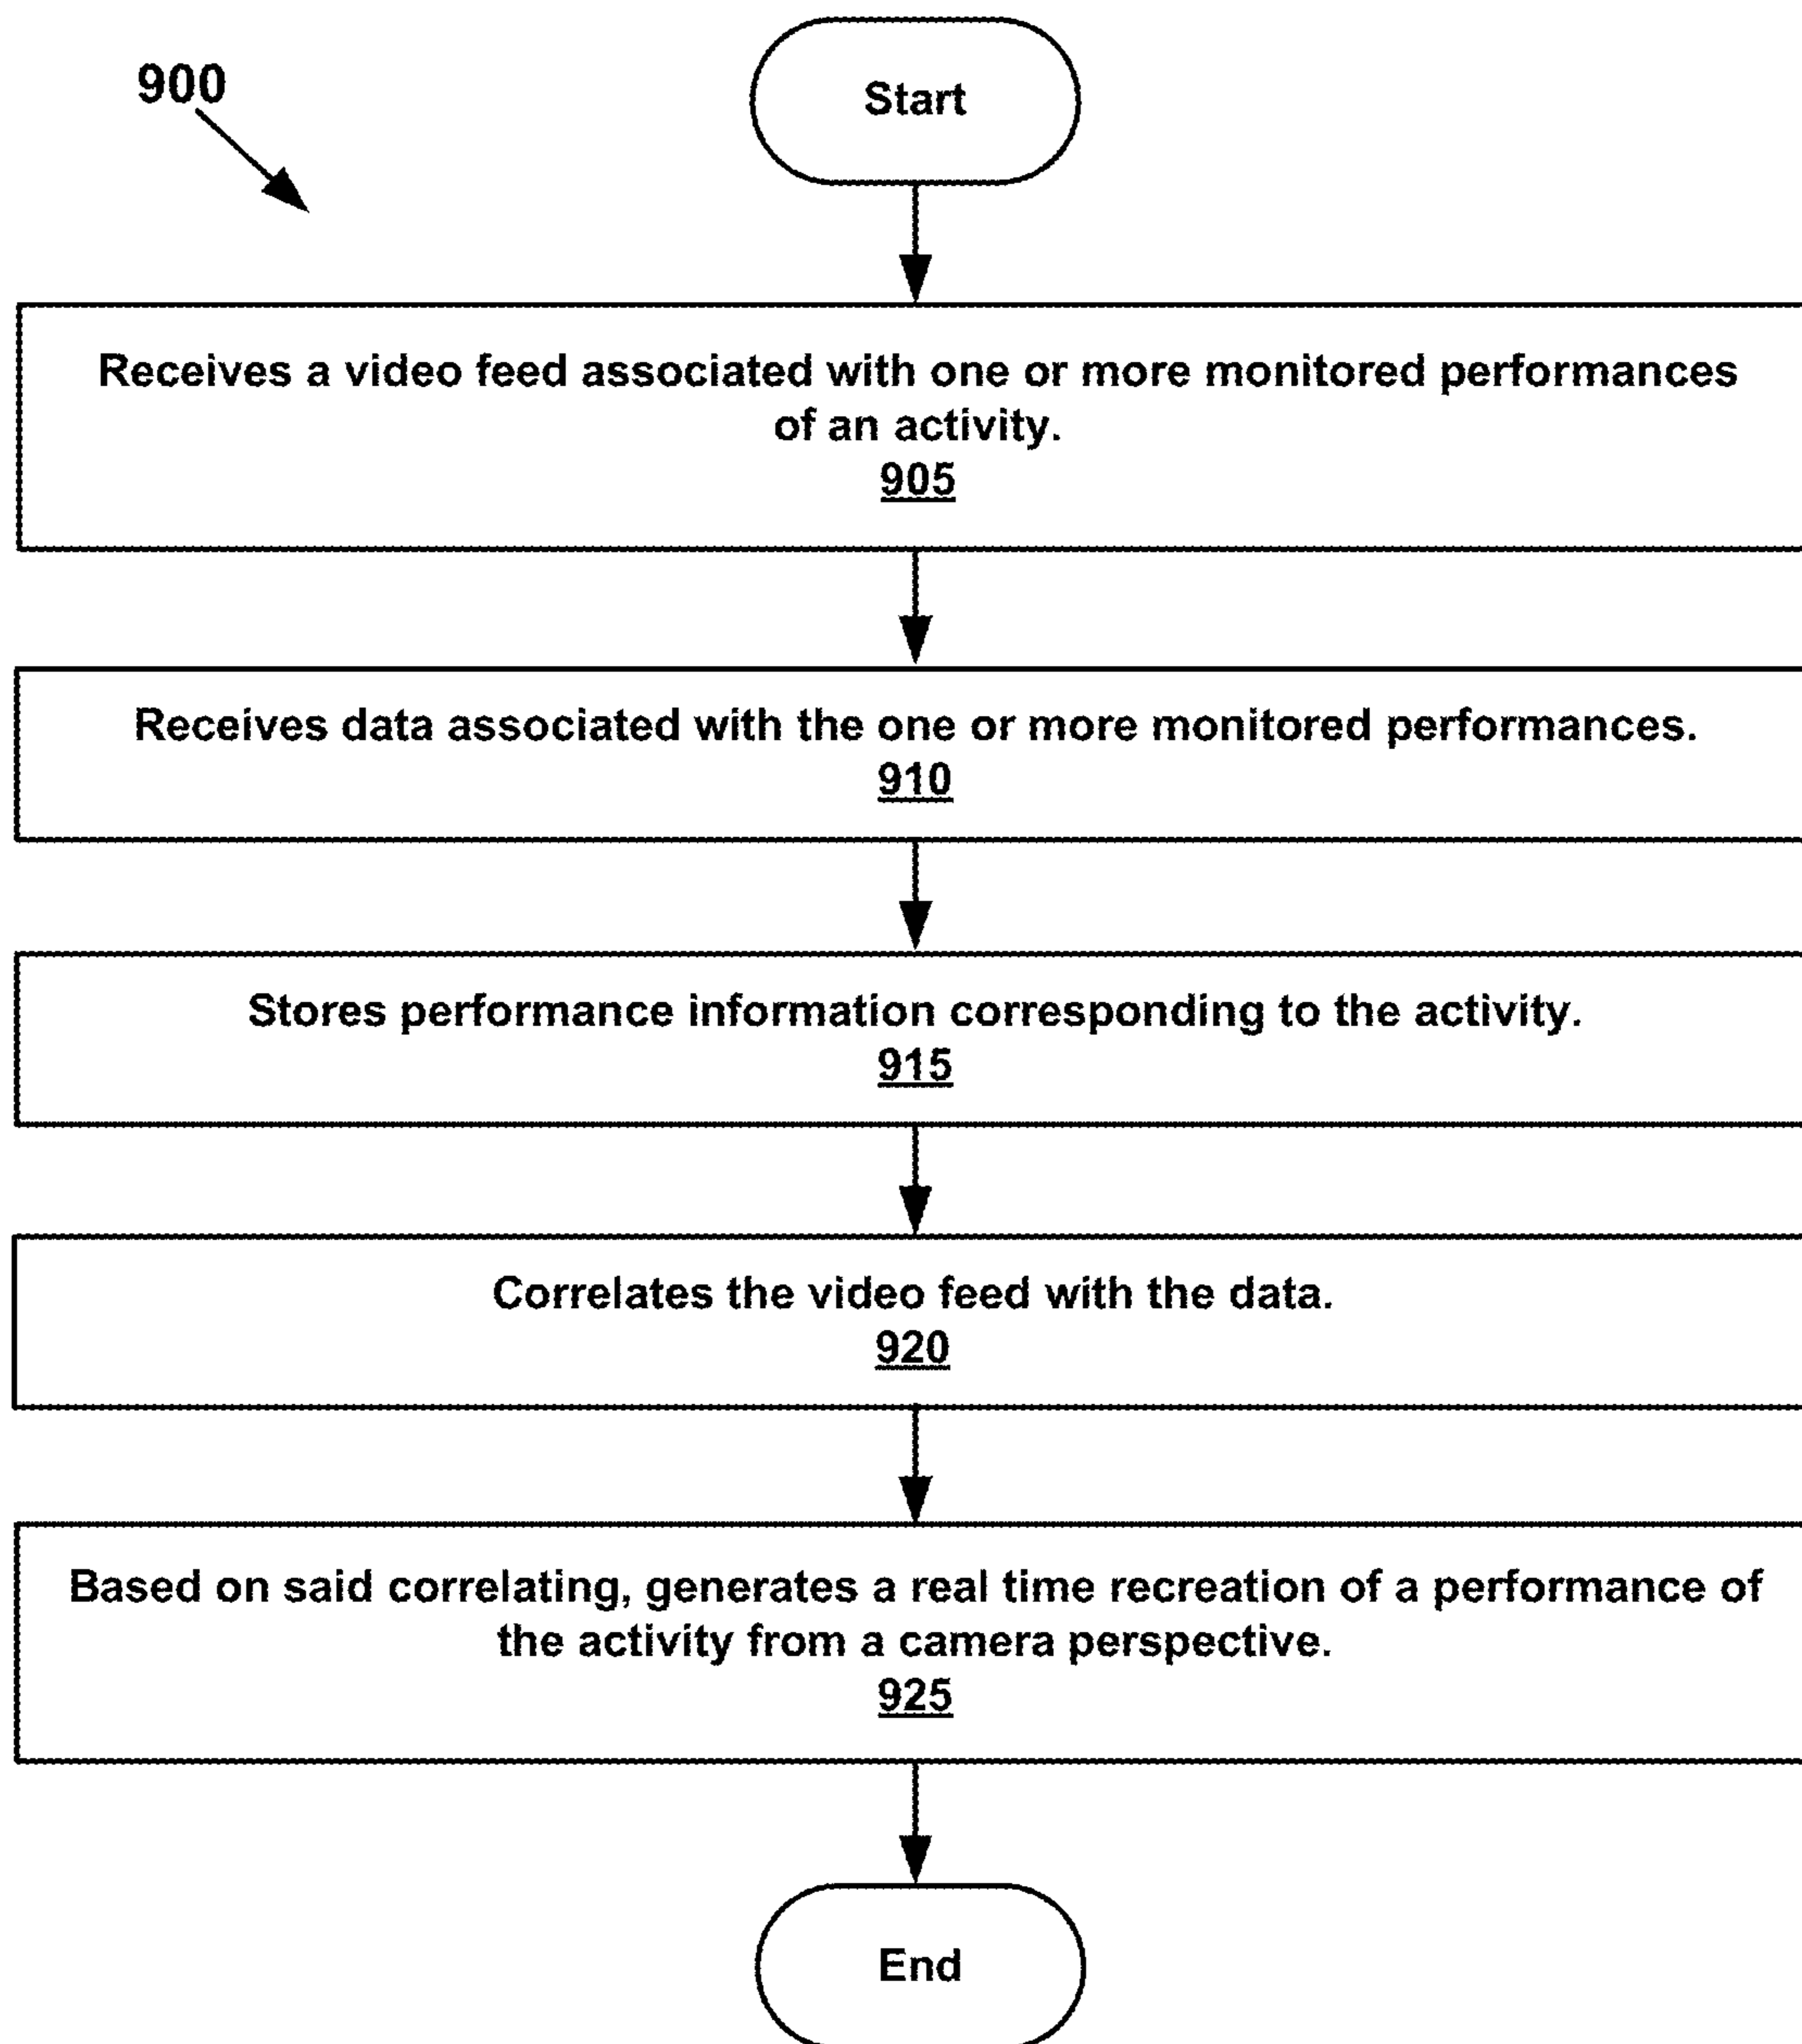 900
Start
Receives a video feed associated with one or more monitored performances
of an activity.
905
Receives data associated with the one or more monitored performances.
910
Stores performance information corresponding to the activity.
915
Correlates the video feed with the data.
920
Based on said correlating, generates a real time recreation of a performance of
the activity from a camera perspective.
925
End